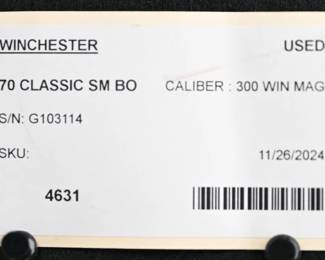 WINCHESTER USED
70 CLASSIC SM BO CALIBER : 300 WIN MAG
S/N: G103114
SKU: 11/26/2024
4631